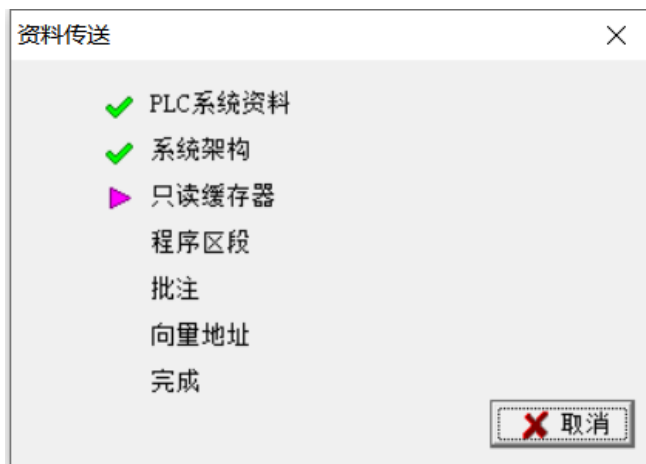 资料传送
PLC系统资料
系统架构
只读缓存器
程序区段
批注
向量地址
完成
取消